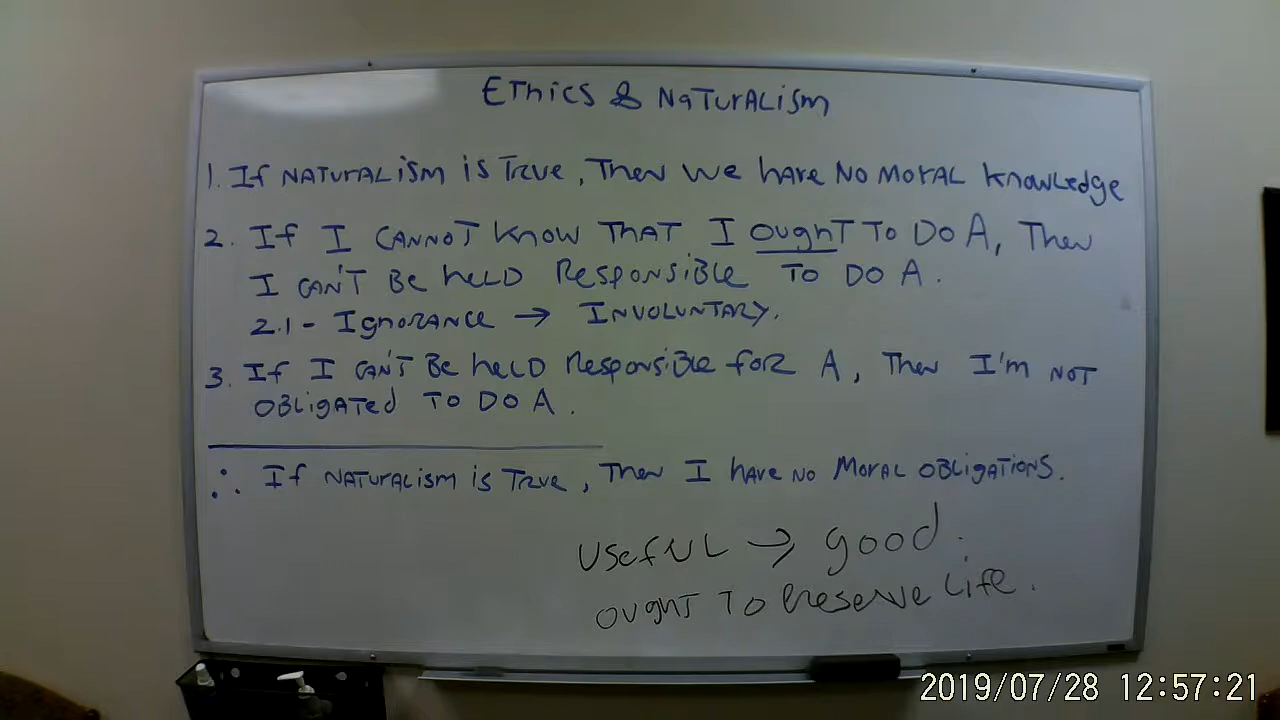 Ethics & Naturalism
1. If Naturalism is True, Then we have no moral knowledge
2. If I cannot know that I ought to do A, Then
I can't be held responsible to do A.
2.1 - Ignorance → Involuntary.
3. If I can't be held responsible for A, Then I'm not
obligated to do A.
∴ If Naturalism is True, Then I have no moral obligations.
Useful → good.
ought to preserve life.
2019/07/28 12:57:21